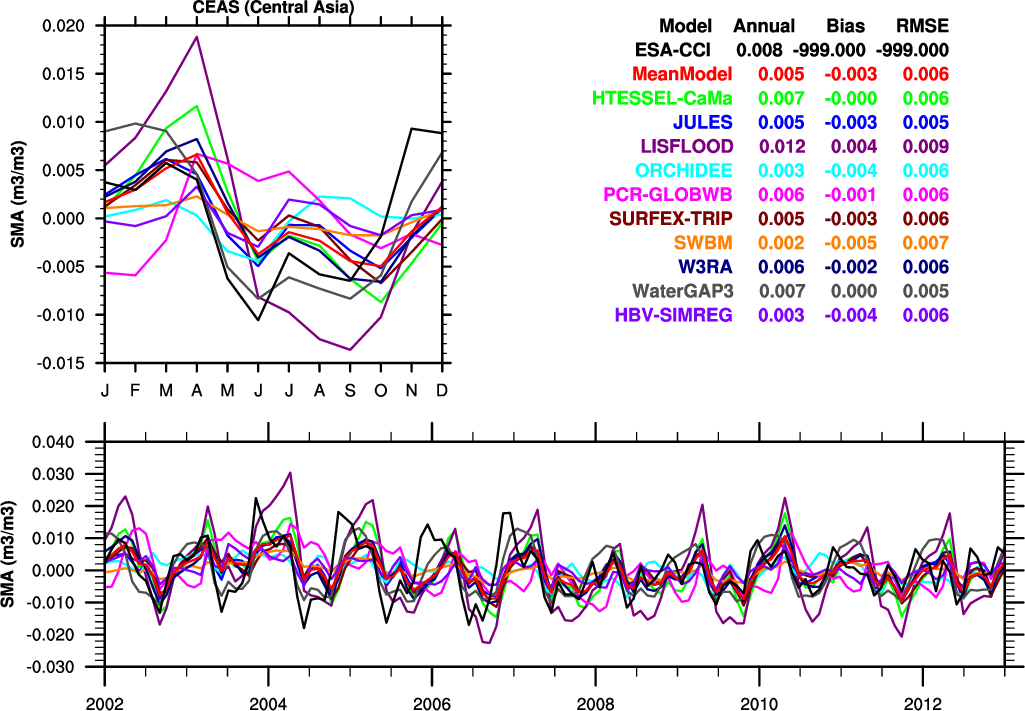 CEAS (Central Asia)
0.020
0.015
0.010
0.005
0.000
-0.005
-0.010
-0.015
SMA (m3/m3)
J F M A M J J A S O N D
Model Annual Bias RMSE
ESA-CCI 0.008 -999.000 -999.000
MeanModel 0.005 -0.003 0.006
HTESSEL-CaMa 0.007 -0.000 0.006
JULES 0.005 -0.003 0.005
LISFLOOD 0.012 0.004 0.009
ORCHIDEE 0.003 -0.004 0.006
PCR-GLOBWB 0.006 -0.001 0.006
SURFEX-TRIP 0.005 -0.003 0.006
SWBM 0.002 -0.005 0.007
W3RA 0.006 -0.002 0.006
WaterGAP3 0.007 0.000 0.005
HBV-SIMREG 0.003 -0.004 0.006
0.040
0.030
0.020
0.010
0.000
-0.010
-0.020
-0.030
SMA (m3/m3)
2002 2004 2006 2008 2010 2012